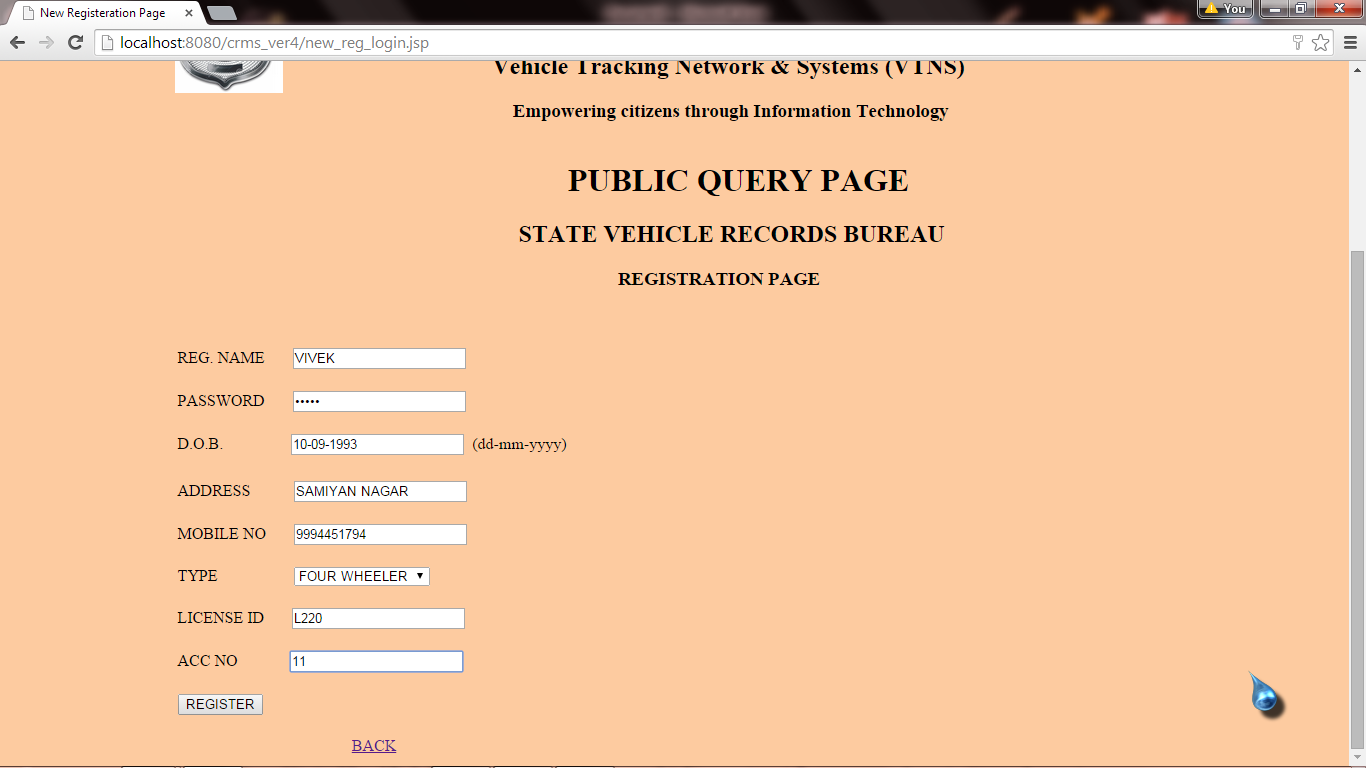 New Registeration Page
You
localhost:8080/crms_ver4/new_reg_login.jsp
Vehicle Tracking Network & Systems (VTNS)
Empowering citizens through Information Technology
PUBLIC QUERY PAGE
STATE VEHICLE RECORDS BUREAU
REGISTRATION PAGE
REG. NAME VIVEK
PASSWORD •••••
D.O.B. 10-09-1993 (dd-mm-yyyy)
ADDRESS SAMIYAN NAGAR
MOBILE NO 9994451794
TYPE FOUR WHEELER
LICENSE ID L220
ACC NO 11
REGISTER
BACK